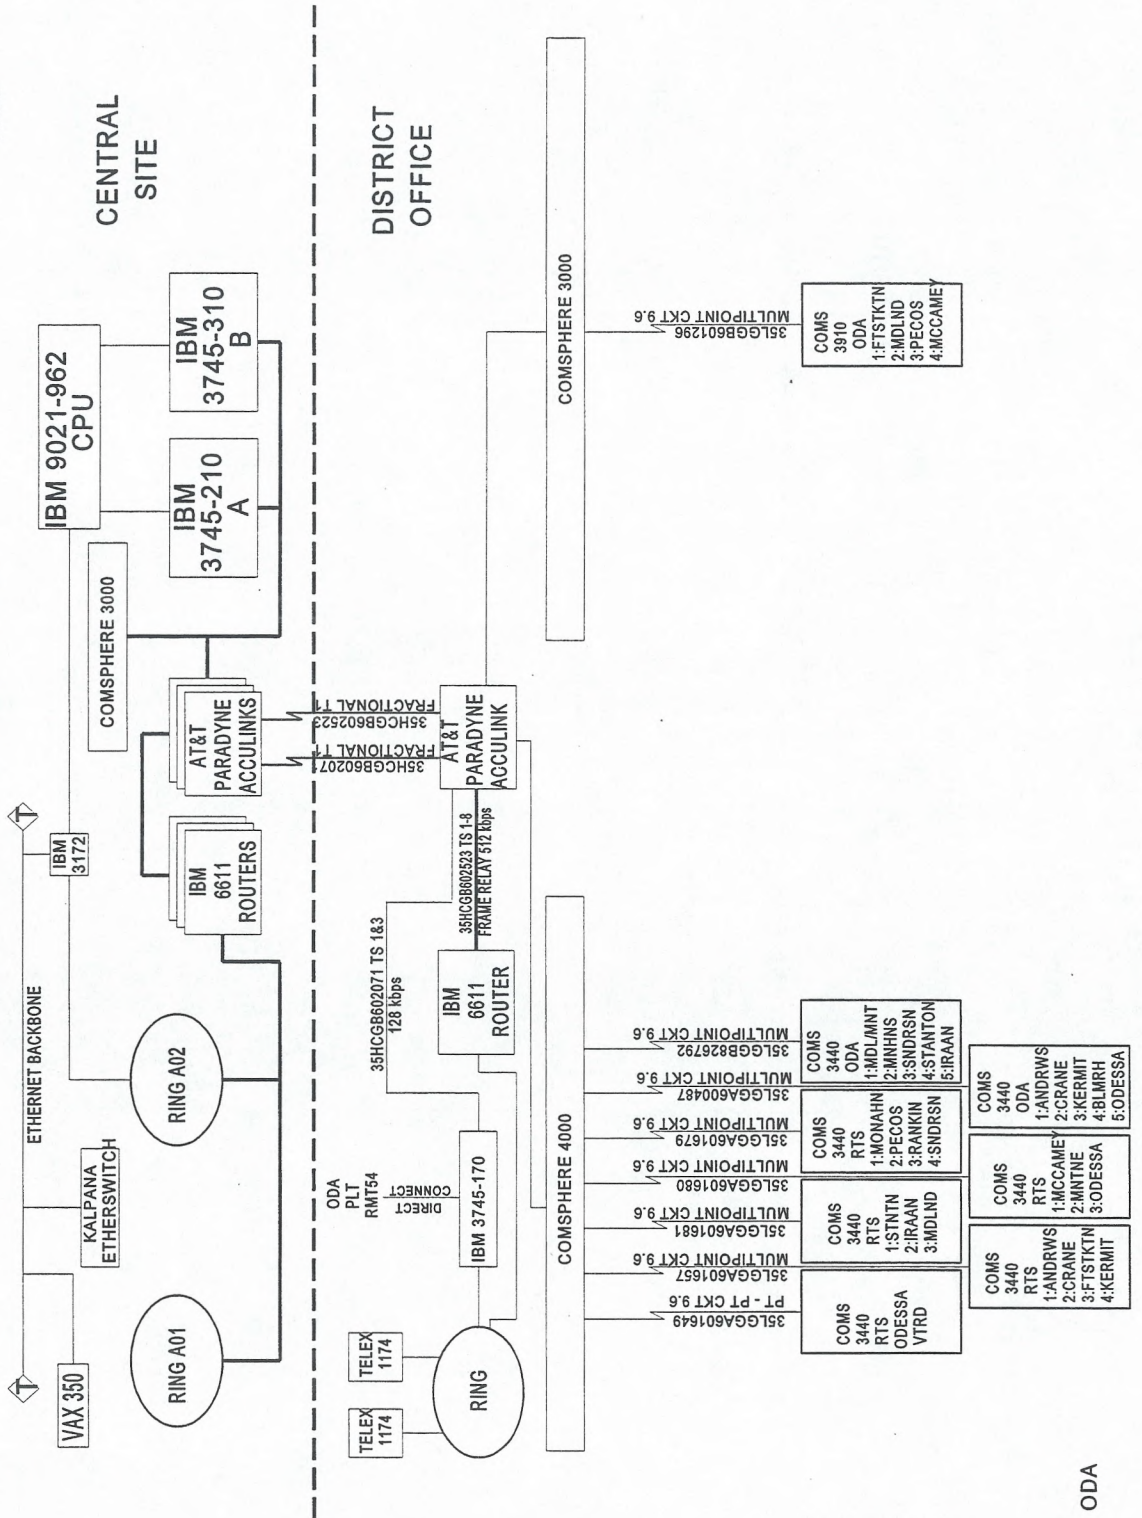 CENTRAL
SITE
IBM 9021-962
CPU
IBM
3745-310
B
IBM
3745-210
A
COMSPHERE 3000
AT&T
PARADYNE
ACCULINKS
IBM
6611
ROUTERS
IBM
3172
T
T
ETHERNET BACKBONE
RING A02
KALPANA
ETHERSWITCH
RING A01
VAX 350
DISTRICT
OFFICE
35HCGB602523
FRACTIONAL T1
35HCGB602071
FRACTIONAL T1
AT&T
PARADYNE
ACCULINK
35HCGB602523 TS 1-8
FRAME RELAY 512 kbps
35HCGB602071 TS 1&3
128 kbps
IBM
6611
ROUTER
ODA
PLT
RMT54
DIRECT
CONNECT
IBM 3745-170
TELEX
1174
TELEX
1174
RING
COMSPHERE 3000
35LGGB601296
MULTIPOINT CKT 9.6
COMS
3910
ODA
1:FTSTKTN
2:MDLND
3:PECOS
4:MCCAMEY
COMSPHERE 4000
35LGGA601649
PT - PT CKT 9.6
35LGGA601657
MULTIPOINT CKT 9.6
35LGGA601681
MULTIPOINT CKT 9.6
35LGGA601680
MULTIPOINT CKT 9.6
35LGGA601679
MULTIPOINT CKT 9.6
35LGGA600487
MULTIPOINT CKT 9.6
35LGGB826792
MULTIPOINT CKT 9.6
COMS
3440
RTS
ODESSA
VTRD
COMS
3440
RTS
1:ANDRWS
2:CRANE
3:FTSTKTN
4:KERMIT
COMS
3440
RTS
1:STNTN
2:IRAAN
3:MDLND
COMS
3440
RTS
1:MCCAMEY
2:MNTNE
3:ODESSA
COMS
3440
RTS
1:MONAHN
2:PECOS
3:RANKIN
4:SNDRSN
COMS
3440
ODA
1:ANDRWS
2:CRANE
3:KERMIT
4:BLMRH
5:ODESSA
COMS
3440
ODA
1:MDL/MNT
2:MNHNS
3:SNDRSN
4:STANTON
5:IRAAN
ODA